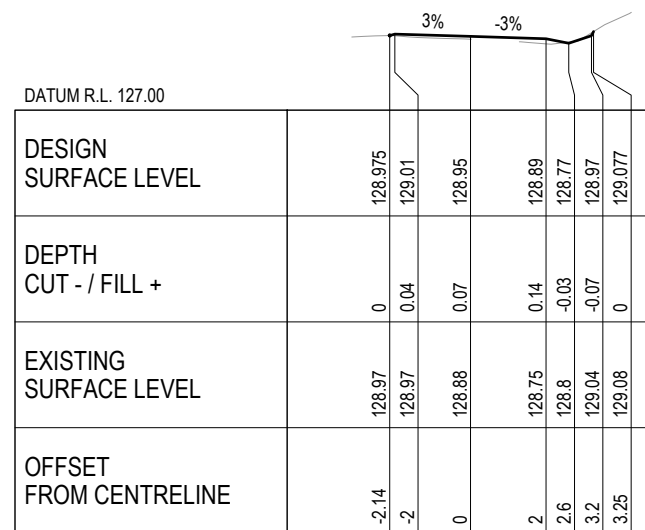 3% -3%
DATUM R.L. 127.00
DESIGN
SURFACE LEVEL
128.975 129.01 128.95 128.89 128.77 128.97 129.077
DEPTH
CUT - / FILL +
0 0.04 0.07 0.14 -0.03 -0.07 0
EXISTING
SURFACE LEVEL
128.97 128.97 128.88 128.75 128.8 129.04 129.08
OFFSET
FROM CENTRELINE
-2.14 -2 0 2 2.6 3.2 3.25